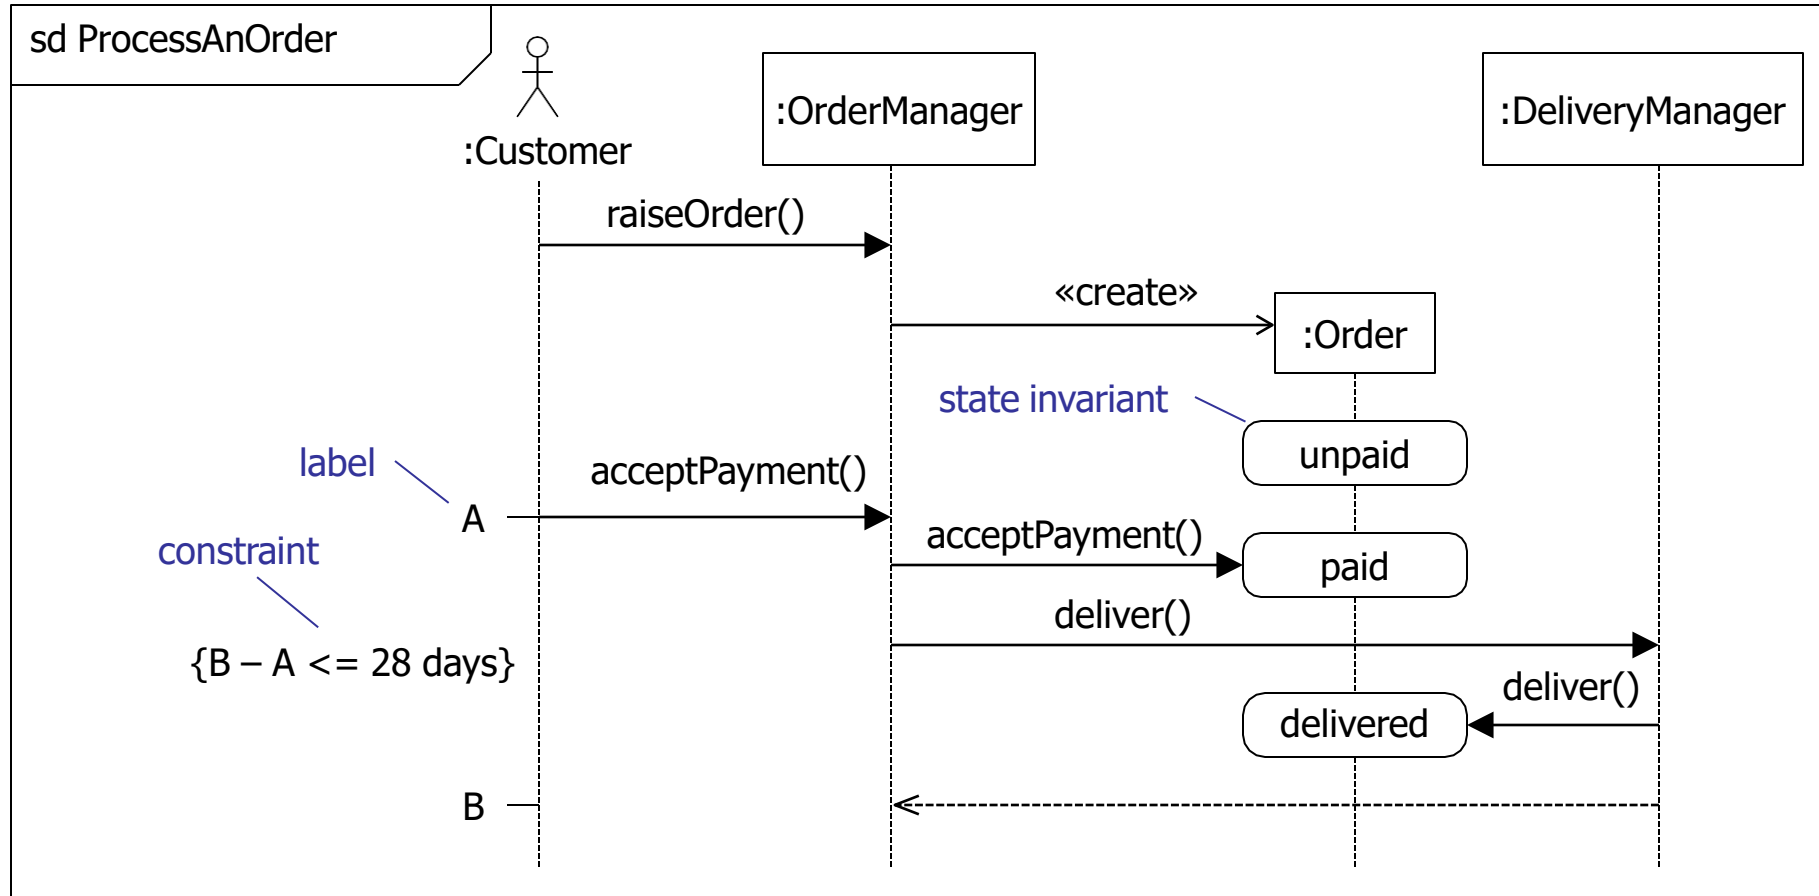 sd ProcessAnOrder
:Customer
:OrderManager
:DeliveryManager
raiseOrder()
«create»
:Order
state invariant
unpaid
label
acceptPayment()
A
constraint
acceptPayment()
paid
deliver()
{B – A <= 28 days}
deliver()
delivered
B